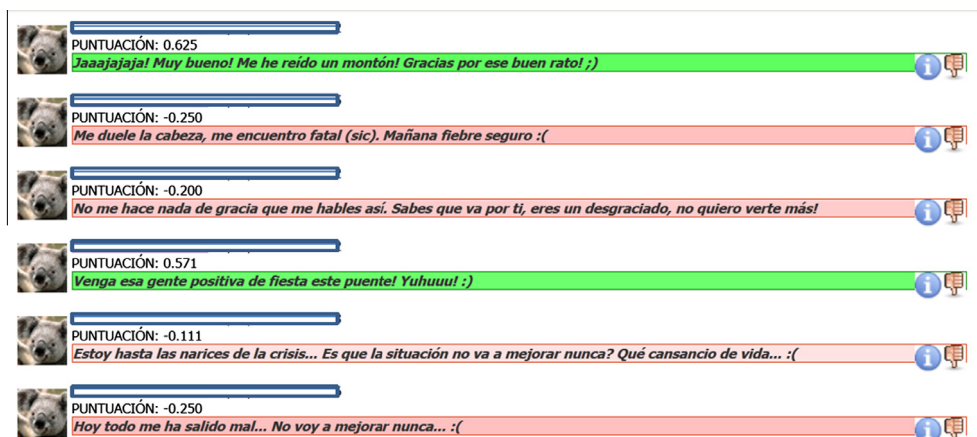 PUNTUACIÓN: 0.625
Jaaajajaja! Muy bueno! Me he reído un montón! Gracias por ese buen rato! ;)
PUNTUACIÓN: -0.250
Me duele la cabeza, me encuentro fatal (sic). Mañana fiebre seguro :(
PUNTUACIÓN: -0.200
No me hace nada de gracia que me hables así. Sabes que va por ti, eres un desgraciado, no quiero verte más!
PUNTUACIÓN: 0.571
Venga esa gente positiva de fiesta este puente! Yuhuuu! :)
PUNTUACIÓN: -0.111
Estoy hasta las narices de la crisis... Es que la situación no va a mejorar nunca? Qué cansancio de vida... :(
PUNTUACIÓN: -0.250
Hoy todo me ha salido mal... No voy a mejorar nunca... :(